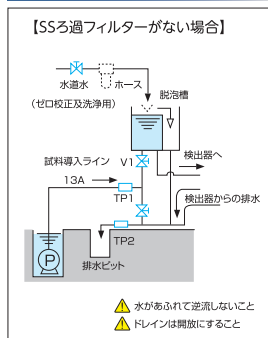 【SSろ過フィルターがない場合】
水道水
ホース
(ゼロ校正及洗浄用)
脱泡槽
試料導入ライン
V1
検出器へ
13A
TP1
検出器からの排水
TP2
P
排水ピット
水があふれて逆流しないこと
ドレインは開放にすること